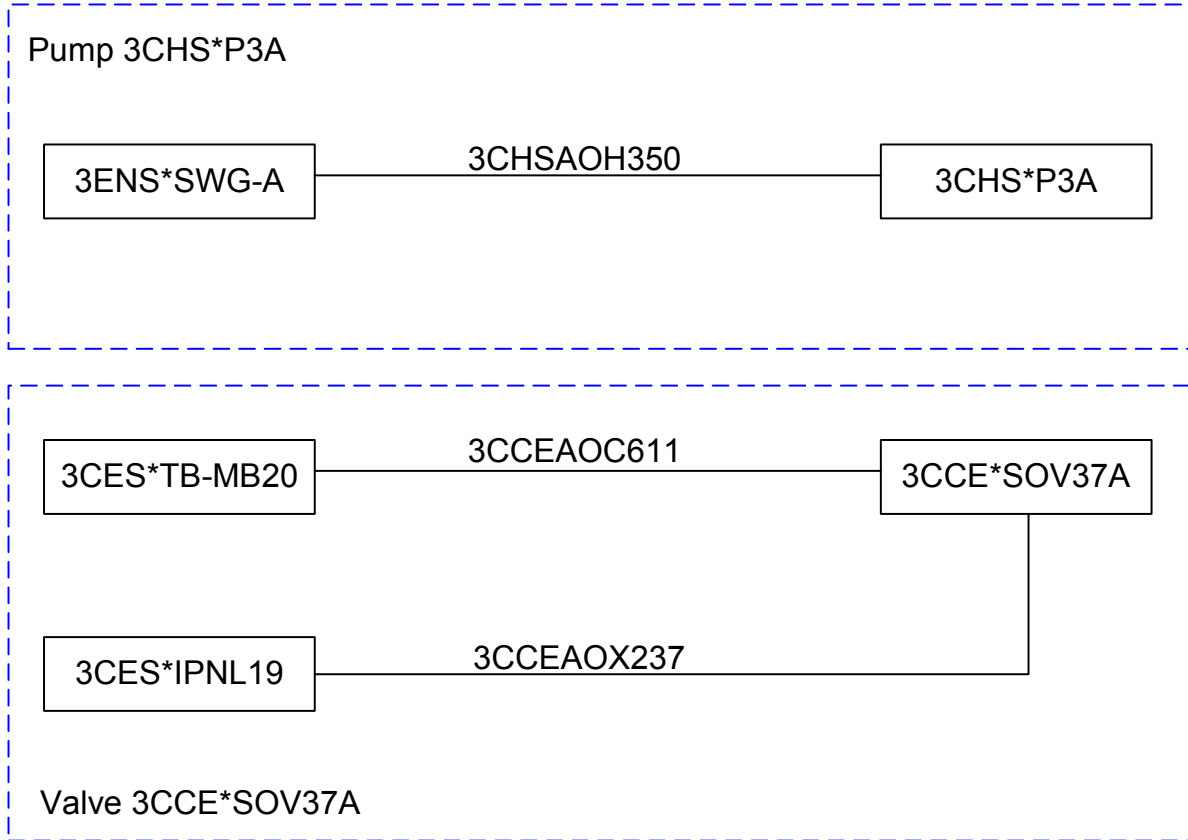 Pump 3CHS*P3A
3ENS*SWG-A
3CHSAOH350
3CHS*P3A
3CES*TB-MB20
3CCEAOC611
3CCE*SOV37A
3CES*IPNL19
3CCEAOX237
Valve 3CCE*SOV37A